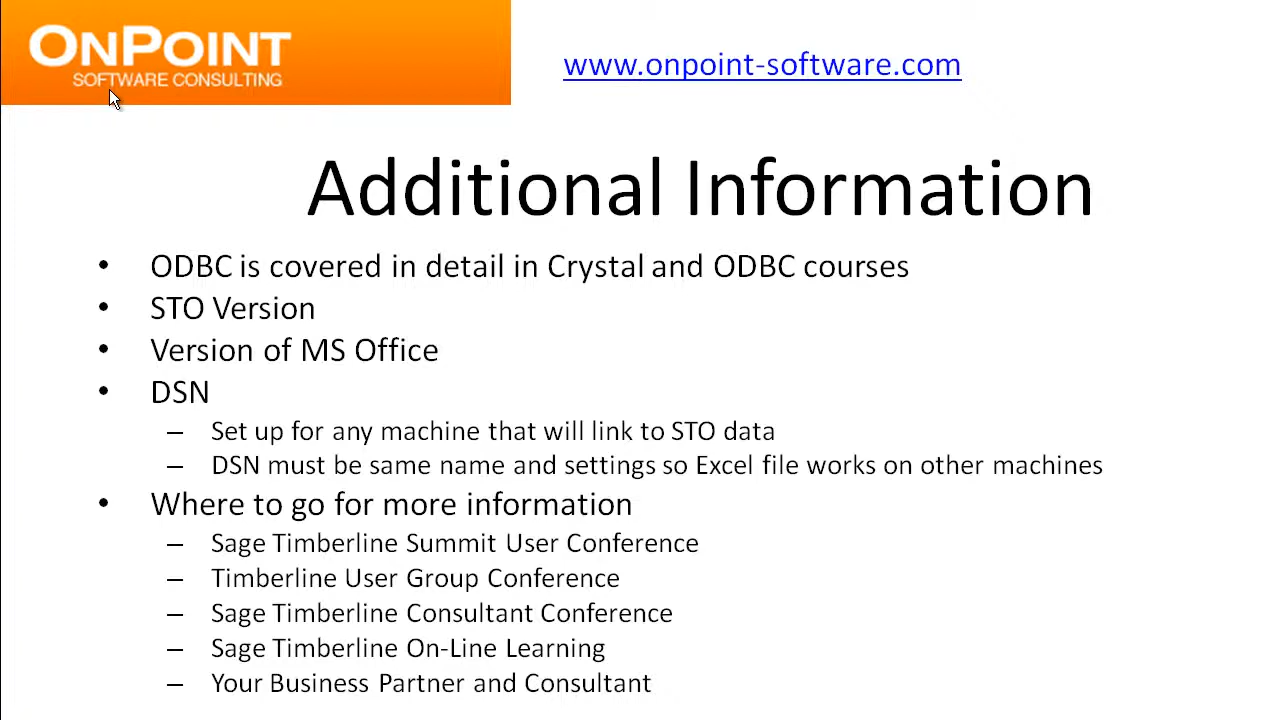 OnPoint
Software Consulting
www.onpoint-software.com
Additional Information
• ODBC is covered in detail in Crystal and ODBC courses
• STO Version
• Version of MS Office
• DSN
– Set up for any machine that will link to STO data
– DSN must be same name and settings so Excel file works on other machines
• Where to go for more information
– Sage Timberline Summit User Conference
– Timberline User Group Conference
– Sage Timberline Consultant Conference
– Sage Timberline On-Line Learning
– Your Business Partner and Consultant